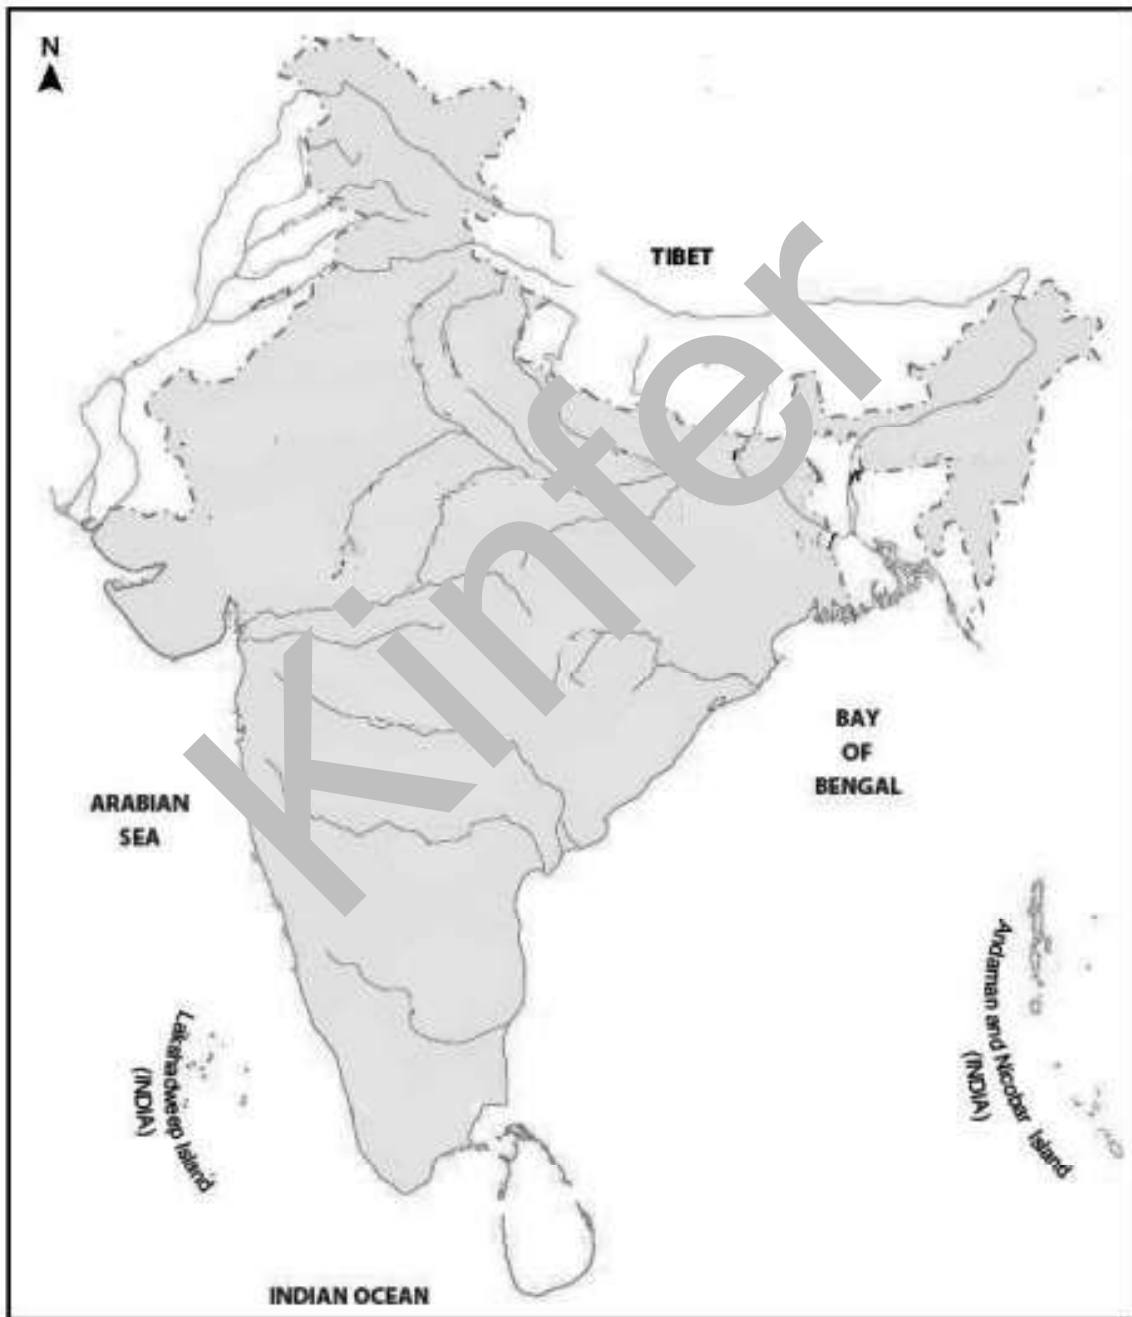 N
TIBET
BAY
OF
BENGAL
ARABIAN
SEA
Andaman and Nicobar Island
(INDIA)
Lakshadweep Island
(INDIA)
INDIAN OCEAN
Kinfer